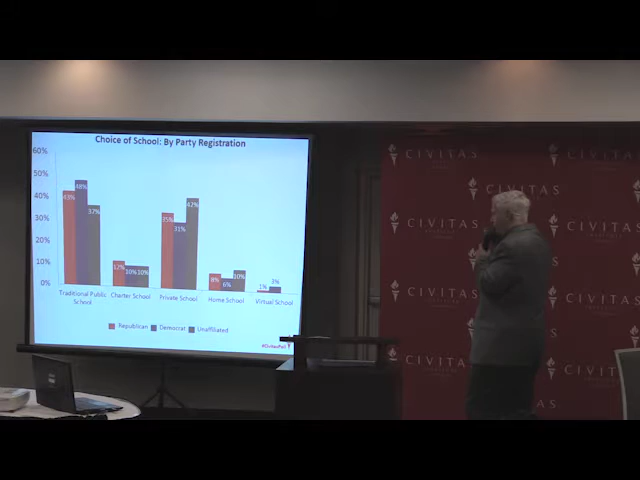 Choice of School: By Party Registration
60%
50%
40%
30%
20%
10%
0%
43%
48%
37%
12%
10%
10%
35%
31%
42%
8%
6%
10%
1%
3%
Traditional Public School
Charter School
Private School
Home School
Virtual School
Republican
Democrat
Unaffiliated
CIVITAS
CIVITAS
CIVITAS
CIVITAS
CIVITAS
CIVITAS
CIVITAS
CIVITAS
CIVITAS